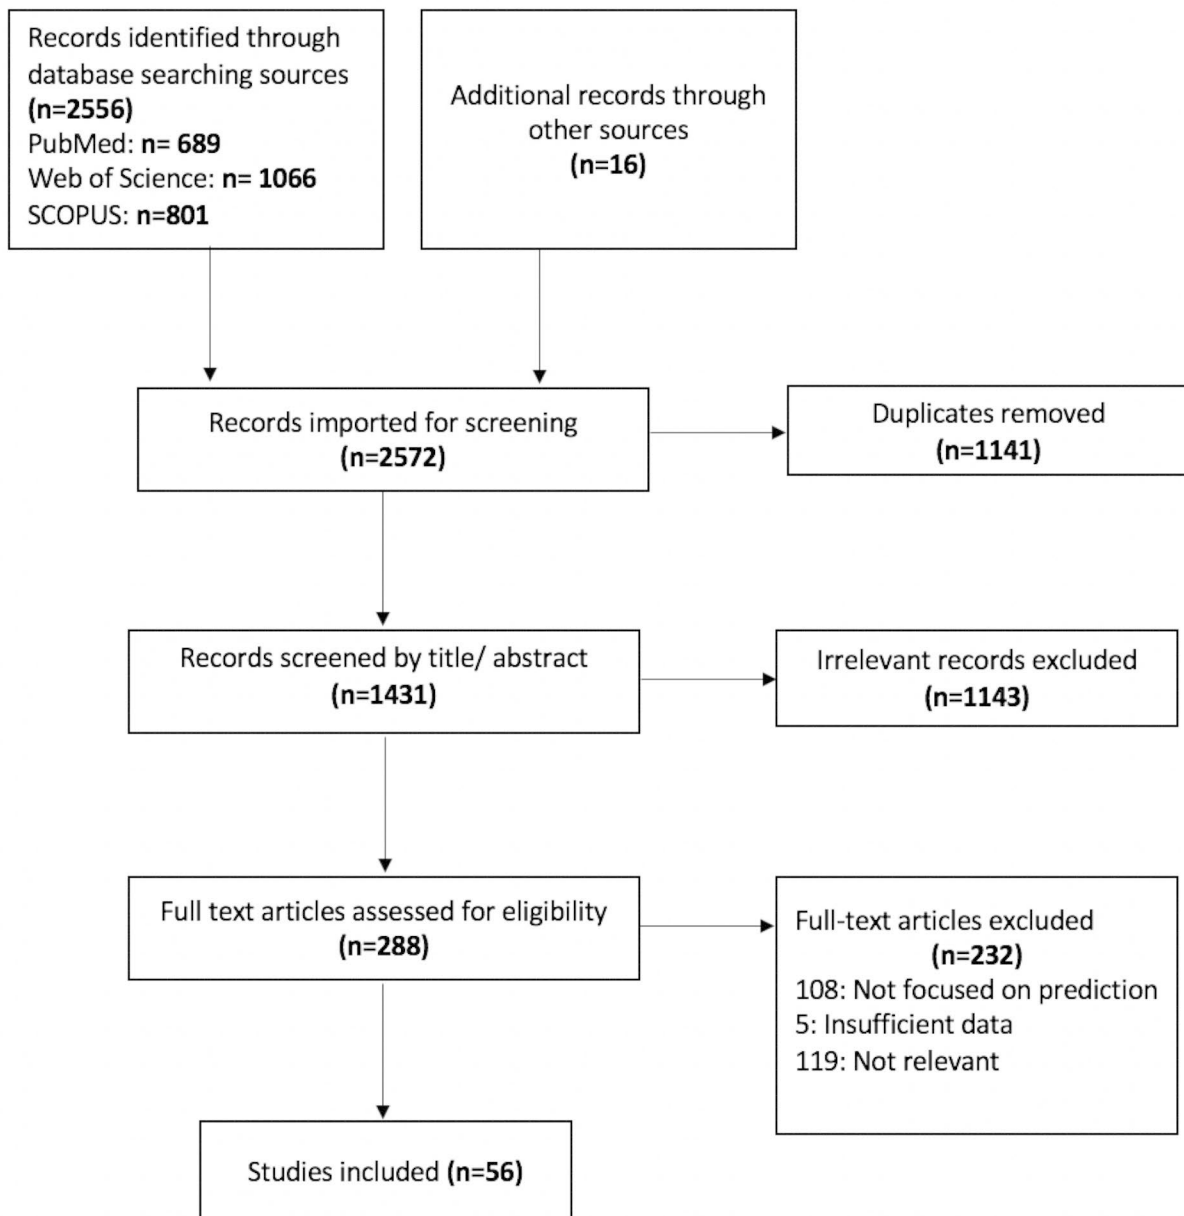 Records identified through
database searching sources
(n=2556)
PubMed: n= 689
Web of Science: n= 1066
SCOPUS: n=801
Additional records through
other sources
(n=16)
Records imported for screening
(n=2572)
Duplicates removed
(n=1141)
Records screened by title/ abstract
(n=1431)
Irrelevant records excluded
(n=1143)
Full text articles assessed for eligibility
(n=288)
Full-text articles excluded
(n=232)
108: Not focused on prediction
5: Insufficient data
119: Not relevant
Studies included (n=56)